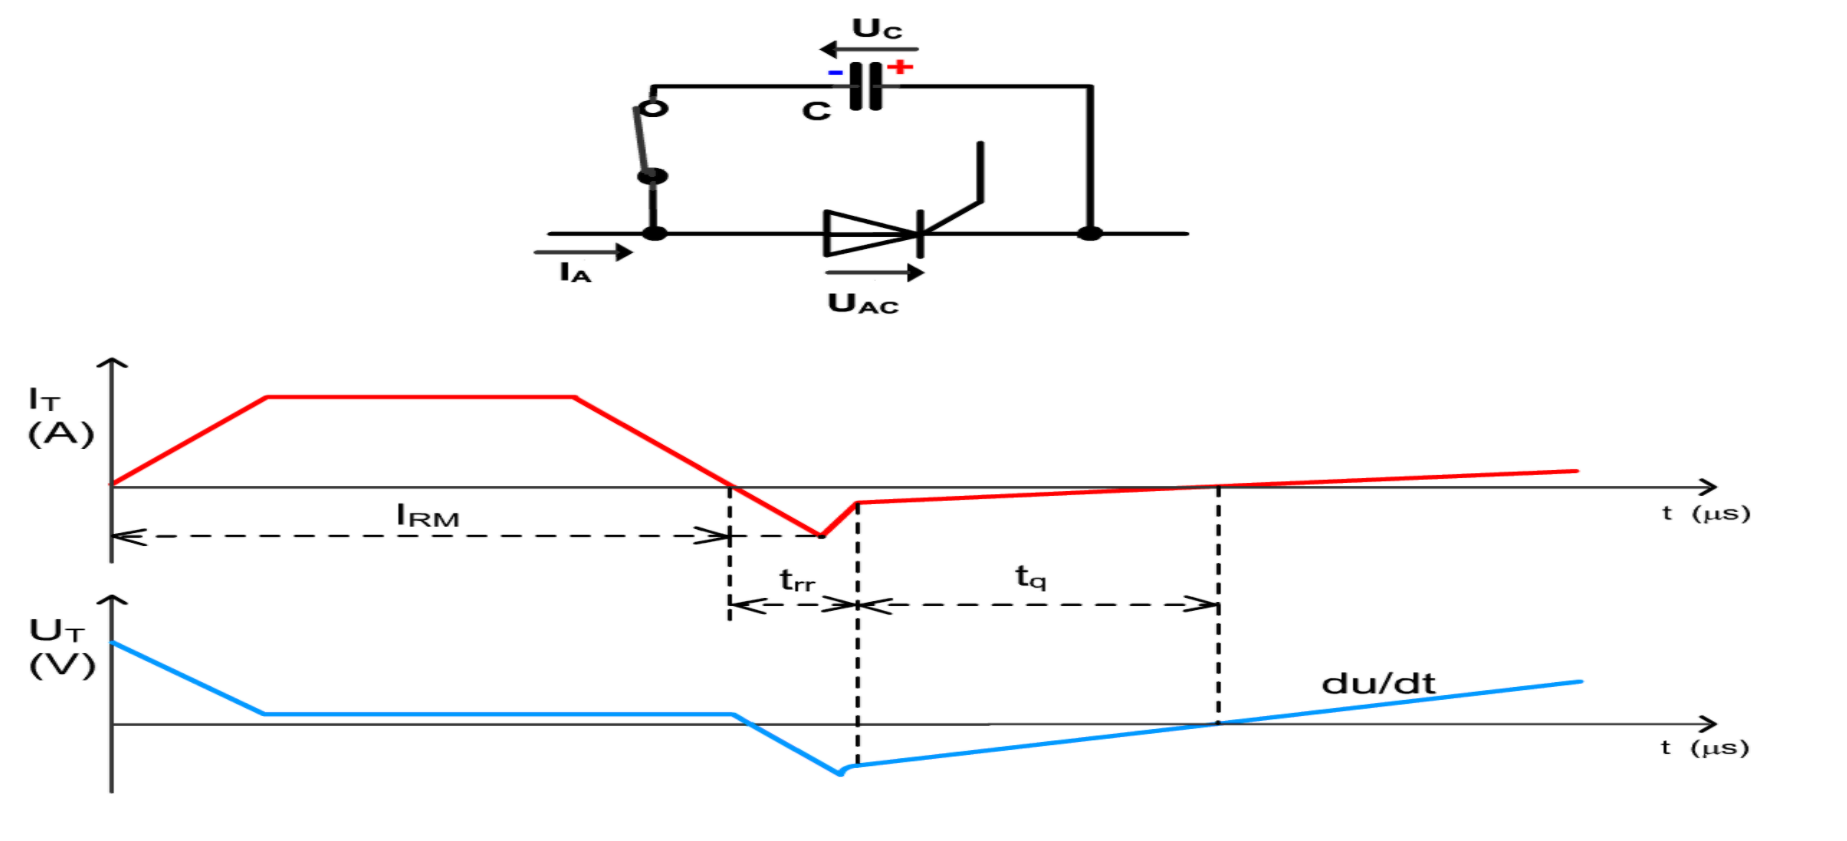 UC
- +
C
IA
UAC
IT
(A)
IRM
t (µs)
trr
tq
UT
(V)
du/dt
t (µs)